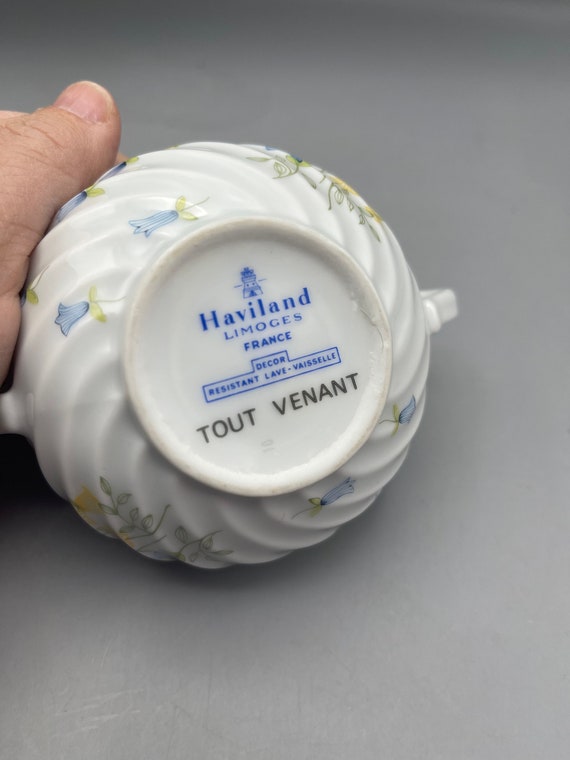 Haviland
LIMOGES
FRANCE
DECOR
RESISTANT LAVE-VAISSELLE
TOUT VENANT